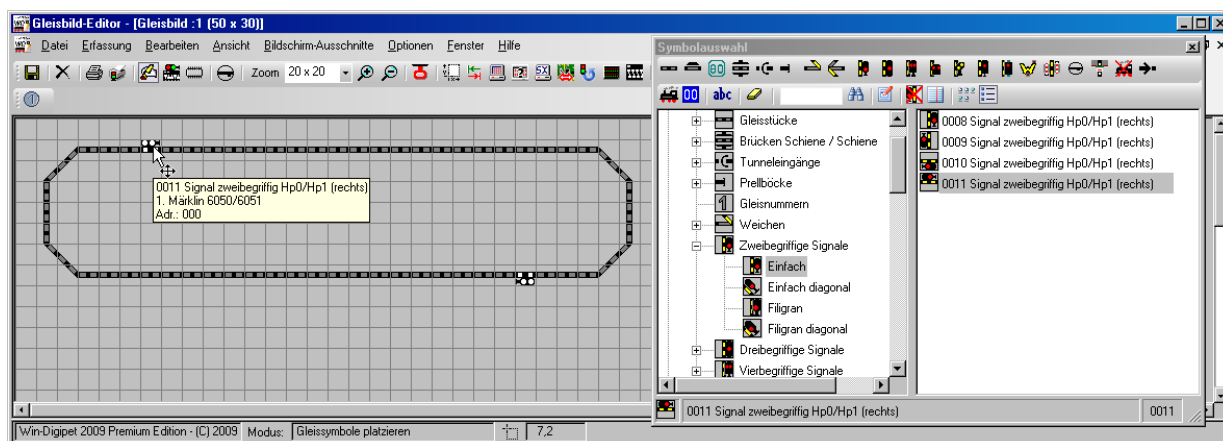 Gleisbild-Editor - [Gleisbild :1 (50 x 30)]
Datei Erfassung Bearbeiten Ansicht Bildschirm-Ausschnitte Optionen Fenster Hilfe
Zoom 20 x 20
0011 Signal zweibegriffig Hp0/Hp1 (rechts)
1. Märklin 6050/6051
Adr.: 000
Symbolauswahl
00 abc
Gleisstücke
Brücken Schiene / Schiene
Tunneleingänge
Prellböcke
Gleisnummern
Weichen
Zweibegriffige Signale
Einfach
Einfach diagonal
Filigran
Filigran diagonal
Dreibegriffige Signale
Vierbegriffige Signale
0008 Signal zweibegriffig Hp0/Hp1 (rechts)
0009 Signal zweibegriffig Hp0/Hp1 (rechts)
0010 Signal zweibegriffig Hp0/Hp1 (rechts)
0011 Signal zweibegriffig Hp0/Hp1 (rechts)
0011 Signal zweibegriffig Hp0/Hp1 (rechts) 0011
Win-Digipet 2009 Premium Edition - (C) 2009 Modus: Gleissymbole platzieren 7,2